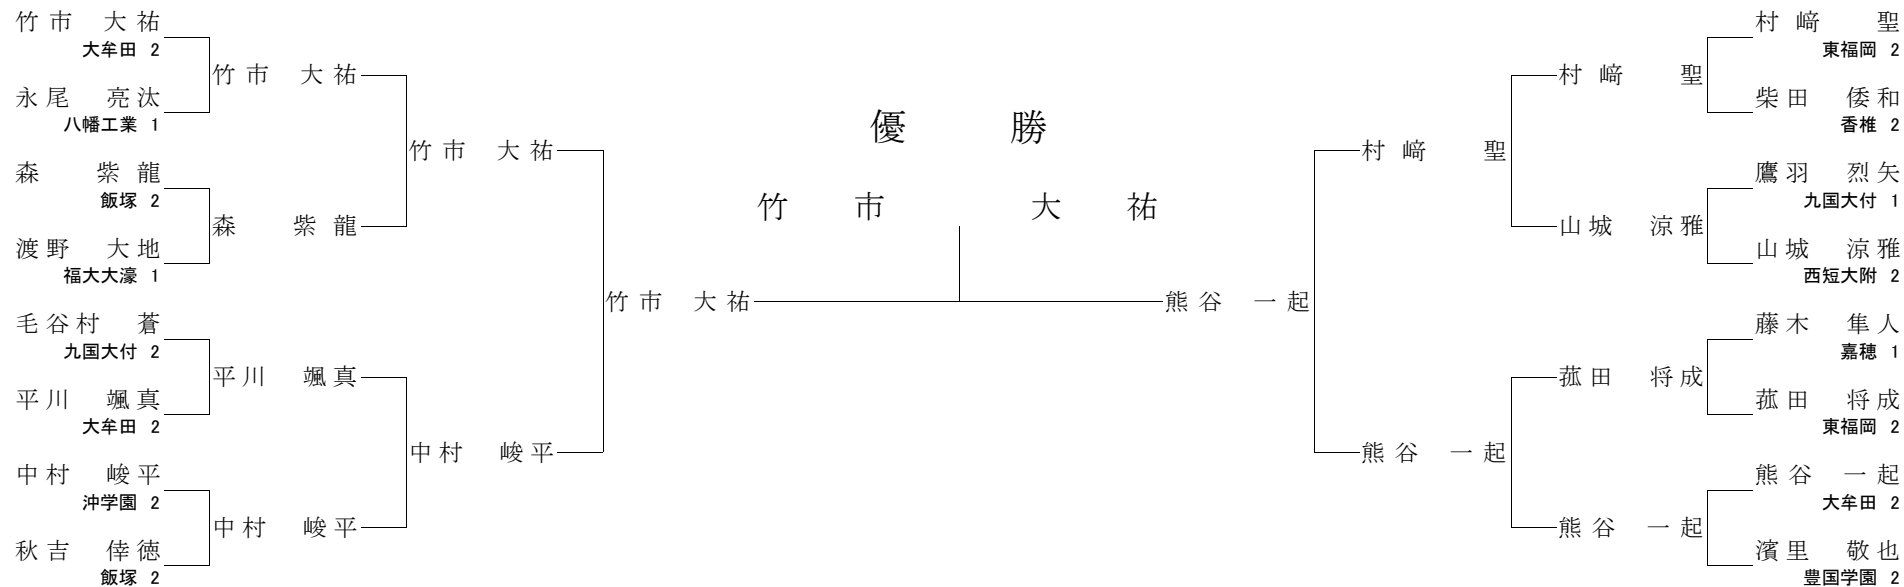 優勝
竹市 大祐
竹市 大祐
大牟田 2
永尾 亮汰
八幡工業 1
森 紫龍
飯塚 2
渡野 大地
福大大濠 1
毛谷村 蒼
九国大付 2
平川 颯真
大牟田 2
中村 峻平
沖学園 2
秋吉 倖徳
飯塚 2
竹市 大祐
森 紫龍
平川 颯真
中村 峻平
竹市 大祐
中村 峻平
竹市 大祐
熊谷 一起
村﨑 聖
熊谷 一起
村﨑 聖
山城 涼雅
菰田 将成
熊谷 一起
村﨑 聖
東福岡 2
柴田 倭和
香椎 2
鷹羽 烈矢
九国大付 1
山城 涼雅
西短大附 2
藤木 隼人
嘉穂 1
菰田 将成
東福岡 2
熊谷 一起
大牟田 2
濱里 敬也
豊国学園 2